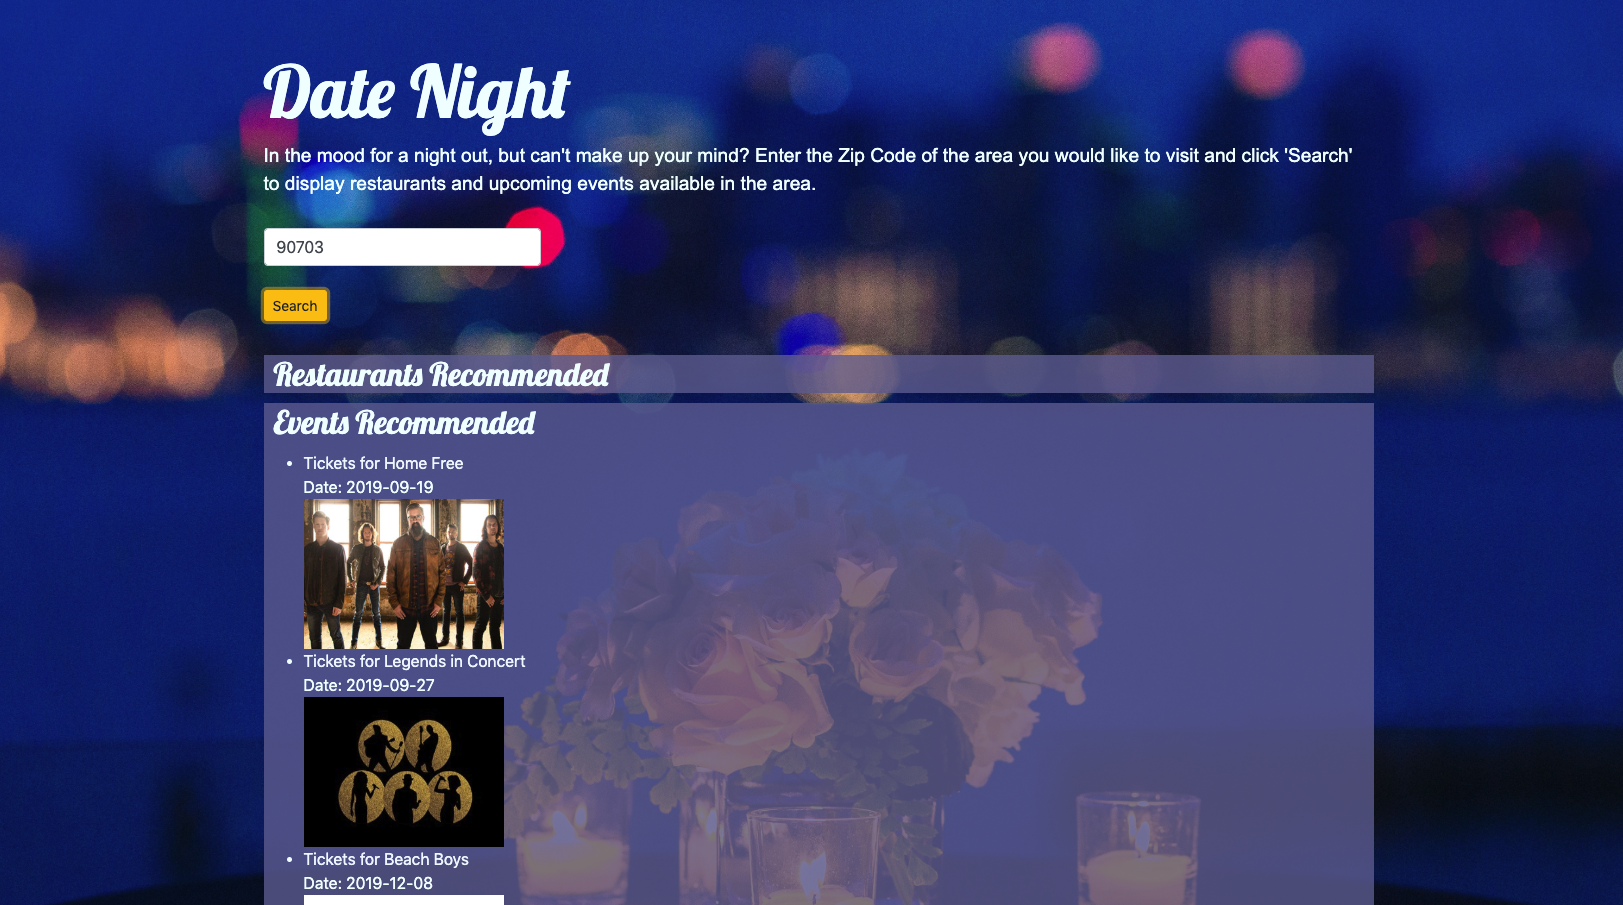 Date Night
In the mood for a night out, but can't make up your mind? Enter the Zip Code of the area you would like to visit and click 'Search'
to display restaurants and upcoming events available in the area.
90703
Search
Restaurants Recommended
Events Recommended
Tickets for Home Free
Date: 2019-09-19
Tickets for Legends in Concert
Date: 2019-09-27
Tickets for Beach Boys
Date: 2019-12-08